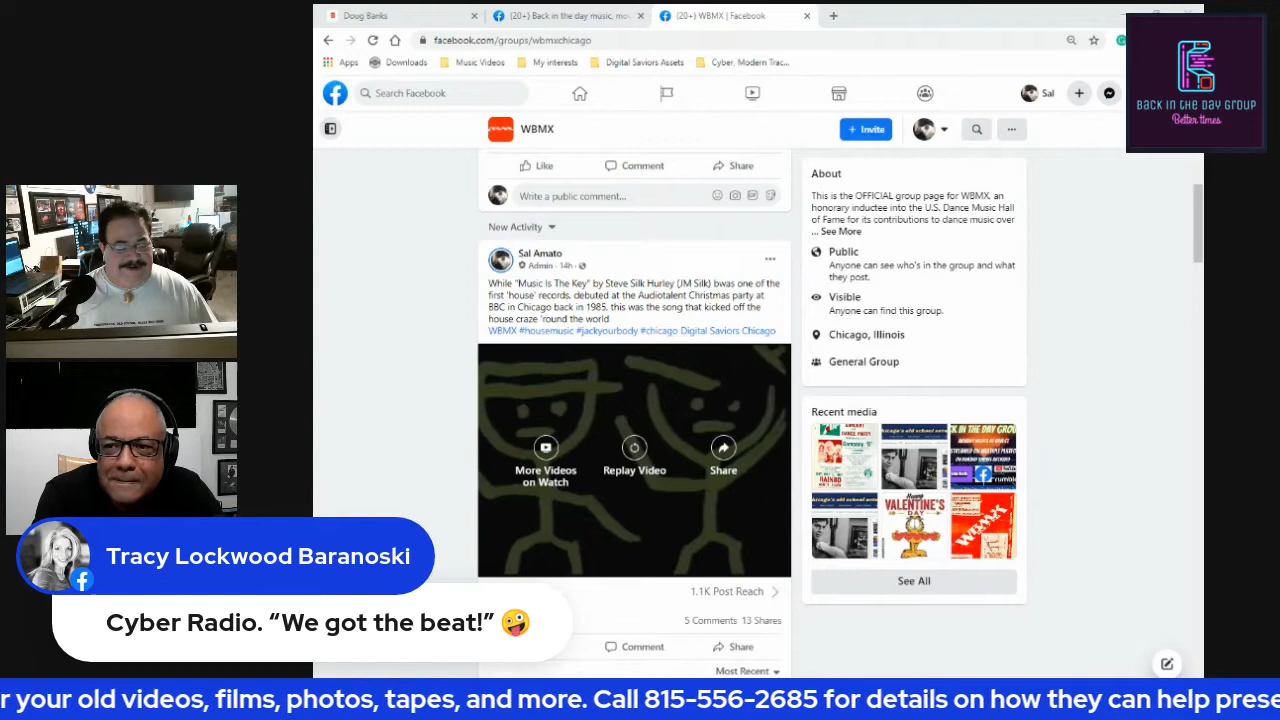 Doug Banks
(20+) Back in the day music, mov
(20+) WBMX | Facebook
facebook.com/groups/wbmxchicago
Apps
Downloads
Music Videos
My interests
Digital Saviors Assets
Cyber, Modern Trac...
Search Facebook
Sal
WBMX
+ Invite
BACK IN THE DAY GROUP
Better times
Like
Comment
Share
Write a public comment...
New Activity
Sal Amato
Admin · 14h ·
While "Music Is The Key" by Steve Silk Hurley (JM Silk) bwas one of the
first 'house' records, debuted at the Audiotalent Christmas party at
BBC in Chicago back in 1985, this was the song that kicked off the
house craze 'round the world
WBMX #housemusic #jackyourbody #chicago Digital Saviors Chicago
More Videos
on Watch
Replay Video
Share
1.1K Post Reach
5 Comments 13 Shares
Comment
Share
Most Recent
About
This is the OFFICIAL group page for WBMX, an
honorary inductee into the U.S. Dance Music Hall
of Fame for its contributions to dance music over
... See More
Public
Anyone can see who's in the group and what
they post.
Visible
Anyone can find this group.
Chicago, Illinois
General Group
Recent media
DANCE PARTY
CK IN THE DAY GROU
HAPPY
VALENTINE'S
DAY
WBMX
See All
Tracy Lockwood Baranoski
Cyber Radio. “We got the beat!” 🤪
r your old videos, films, photos, tapes, and more. Call 815-556-2685 for details on how they can help prese